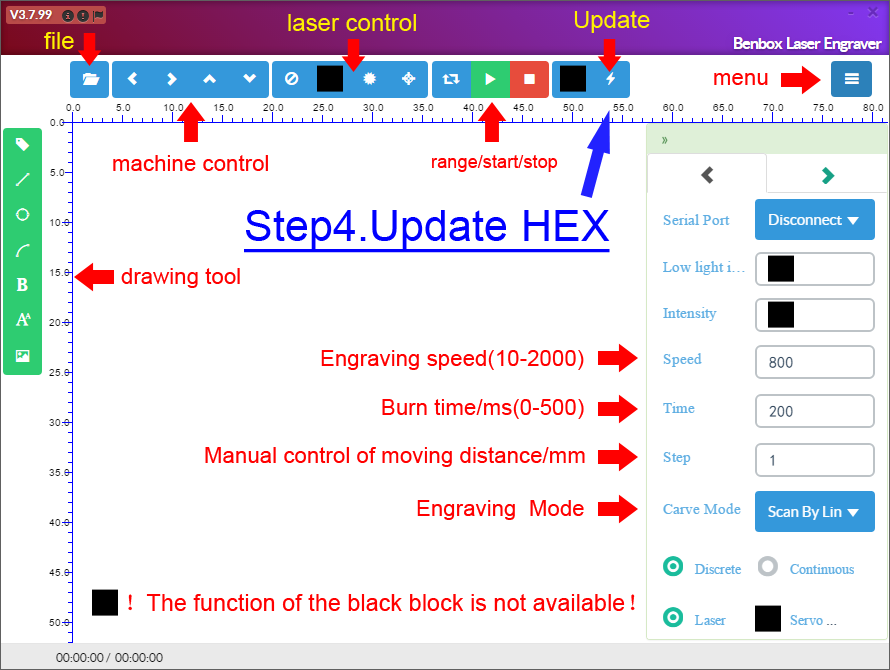 V3.7.99
laser control
Update
file
Benbox Laser Engraver
menu
0.0 5.0 10.0 15.0 20.0 25.0 30.0 35.0 40.0 45.0 50.0 55.0 60.0 65.0 70.0 75.0 80.0
0.0
5.0
10.0
15.0
20.0
25.0
30.0
35.0
40.0
45.0
50.0
machine control
range/start/stop
»
Step4.Update HEX
drawing tool
B
AA
Serial Port Disconnect
Low light i...
Intensity
Engraving speed(10-2000) Speed 800
Burn time/ms(0-500) Time 200
Manual control of moving distance/mm Step 1
Engraving Mode Carve Mode Scan By Lin
Discrete Continuous
! The function of the black block is not available!
Laser Servo ...
00:00:00 / 00:00:00